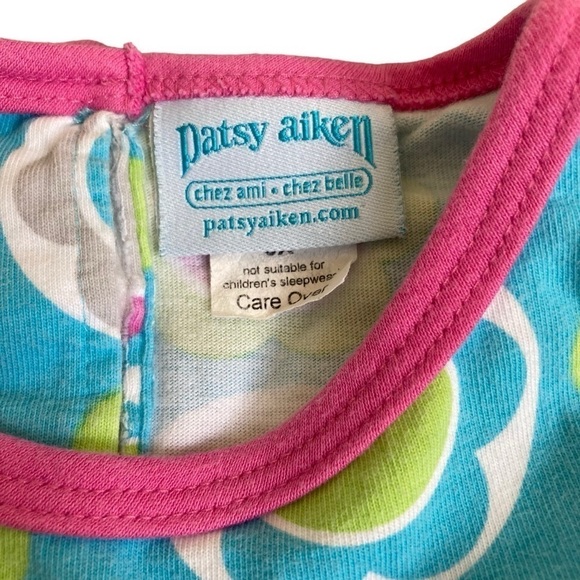 patsy aiken
chez ami • chez belle
patsyaiken.com
not suitable for
children's sleepwear
Care Over